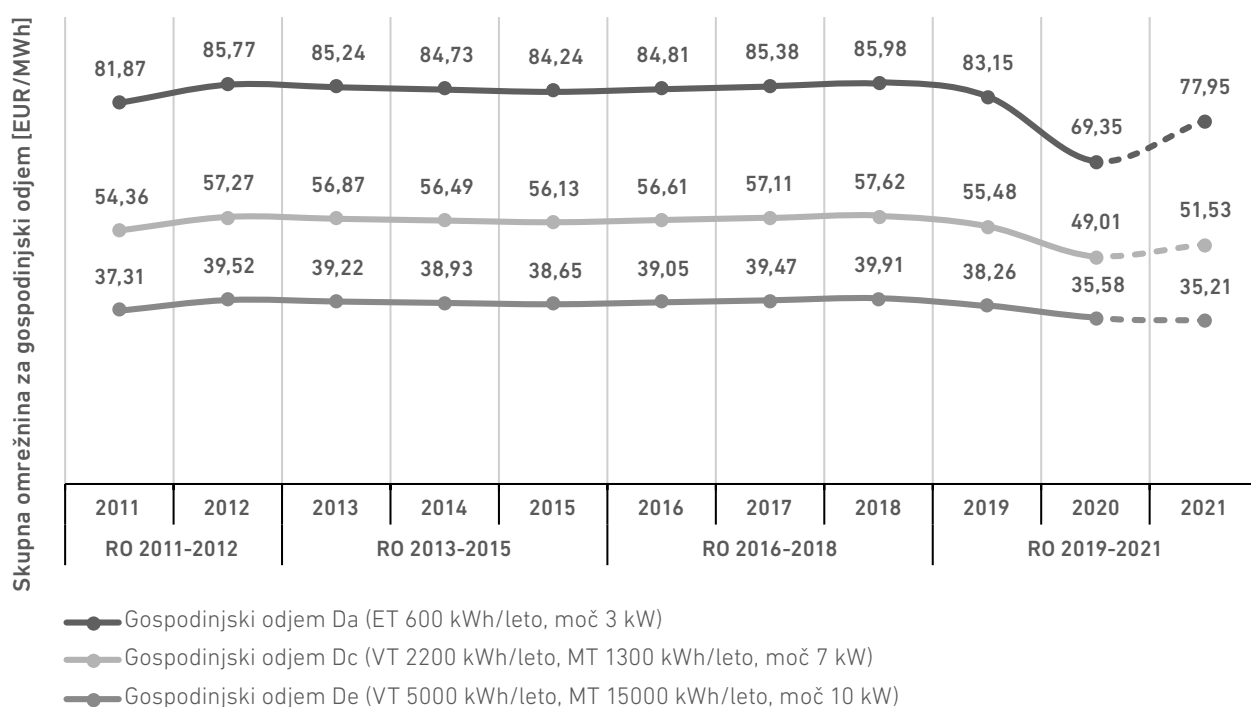 Skupna omrežnina za gospodinjski odjem [EUR/MWh]
81,87 85,77 85,24 84,73 84,24 84,81 85,38 85,98 83,15 69,35 77,95
54,36 57,27 56,87 56,49 56,13 56,61 57,11 57,62 55,48 49,01 51,53
37,31 39,52 39,22 38,93 38,65 39,05 39,47 39,91 38,26 35,58 35,21
2011 2012 2013 2014 2015 2016 2017 2018 2019 2020 2021
RO 2011-2012 RO 2013-2015 RO 2016-2018 RO 2019-2021
Gospodinjski odjem Da (ET 600 kWh/leto, moč 3 kW)
Gospodinjski odjem Dc (VT 2200 kWh/leto, MT 1300 kWh/leto, moč 7 kW)
Gospodinjski odjem De (VT 5000 kWh/leto, MT 15000 kWh/leto, moč 10 kW)